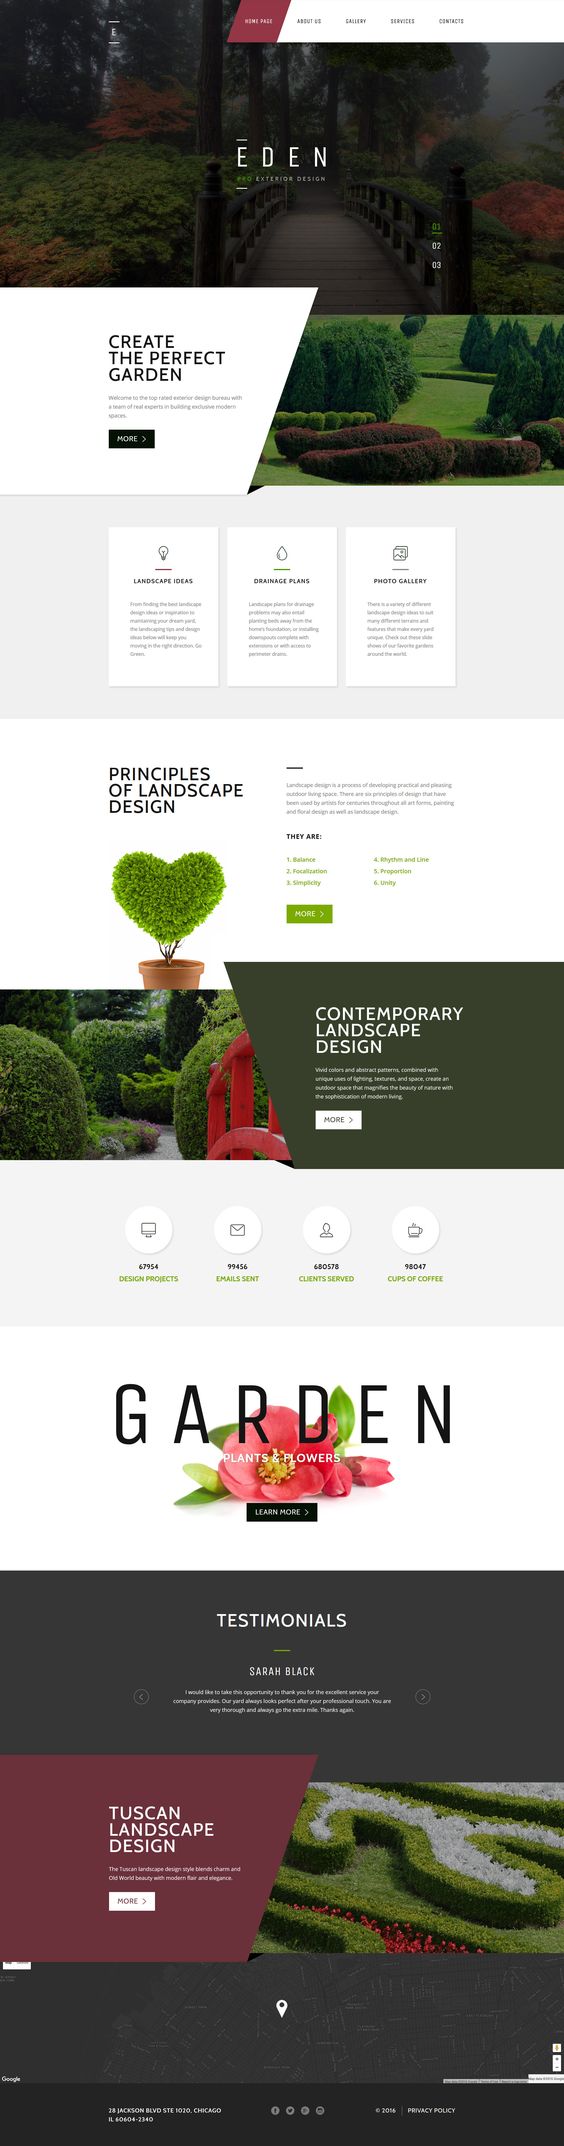 E
HOME PAGE
ABOUT US
GALLERY
SERVICES
CONTACTS
EDEN
PRO EXTERIOR DESIGN
01
02
03
CREATE
THE PERFECT
GARDEN
Welcome to the top rated exterior design bureau with
a team of real experts in building exclusive modern
spaces.
MORE
LANDSCAPE IDEAS
From finding the best landscape
design ideas or inspiration to
maintaining your dream yard,
the landscaping tips and design
ideas below will keep you
moving in the right direction. Go
Green.
DRAINAGE PLANS
Landscape plans for drainage
problems may also entail
planting beds away from the
home's foundation, or installing
downspouts complete with
extensions or with access to
perimeter drains.
PHOTO GALLERY
There is a variety of different
landscape design ideas to suit
many different terrains and
features that make every yard
unique. Check out these slide
shows of our favorite gardens
around the world.
PRINCIPLES
OF LANDSCAPE
DESIGN
Landscape design is a process of developing practical and pleasing
outdoor living space. There are six principles of design that have
been used by artists for centuries throughout all art forms, painting
and floral design as well as landscape design.
THEY ARE:
1. Balance
2. Focalization
3. Simplicity
4. Rhythm and Line
5. Proportion
6. Unity
MORE
CONTEMPORARY
LANDSCAPE
DESIGN
Vivid colors and abstract patterns, combined with
unique uses of lighting, textures, and space, create an
outdoor space that magnifies the beauty of nature with
the sophistication of modern living.
MORE
67954
DESIGN PROJECTS
99456
EMAILS SENT
680578
CLIENTS SERVED
98047
CUPS OF COFFEE
GARDEN
PLANTS & FLOWERS
LEARN MORE
TESTIMONIALS
SARAH BLACK
I would like to take this opportunity to thank you for the excellent service your
company provides. Our yard always looks perfect after your professional touch. You are
very thorough and always go the extra mile. Thanks again.
TUSCAN
LANDSCAPE
DESIGN
The Tuscan landscape design style blends charm and
Old World beauty with modern flair and elegance.
MORE
Google
28 JACKSON BLVD STE 1020, CHICAGO
IL 60604-2340
© 2016
PRIVACY POLICY